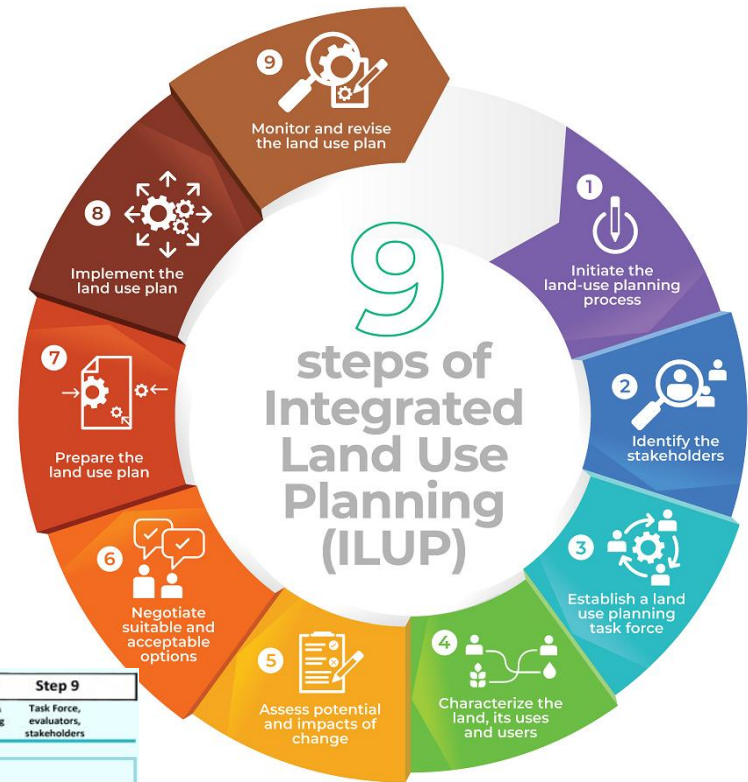 9
steps of
Integrated
Land Use
Planning
(ILUP)
1
Initiate the
land-use planning
process
2
Identify the
stakeholders
3
Establish a land
use planning
task force
4
Characterize the
land, its uses
and users
5
Assess potential
and impacts of
change
6
Negotiate
suitable and
acceptable
options
7
Prepare the
land use plan
8
Implement the
land use plan
9
Monitor and revise
the land use plan
Step 9
Task Force,
evaluators,
stakeholders